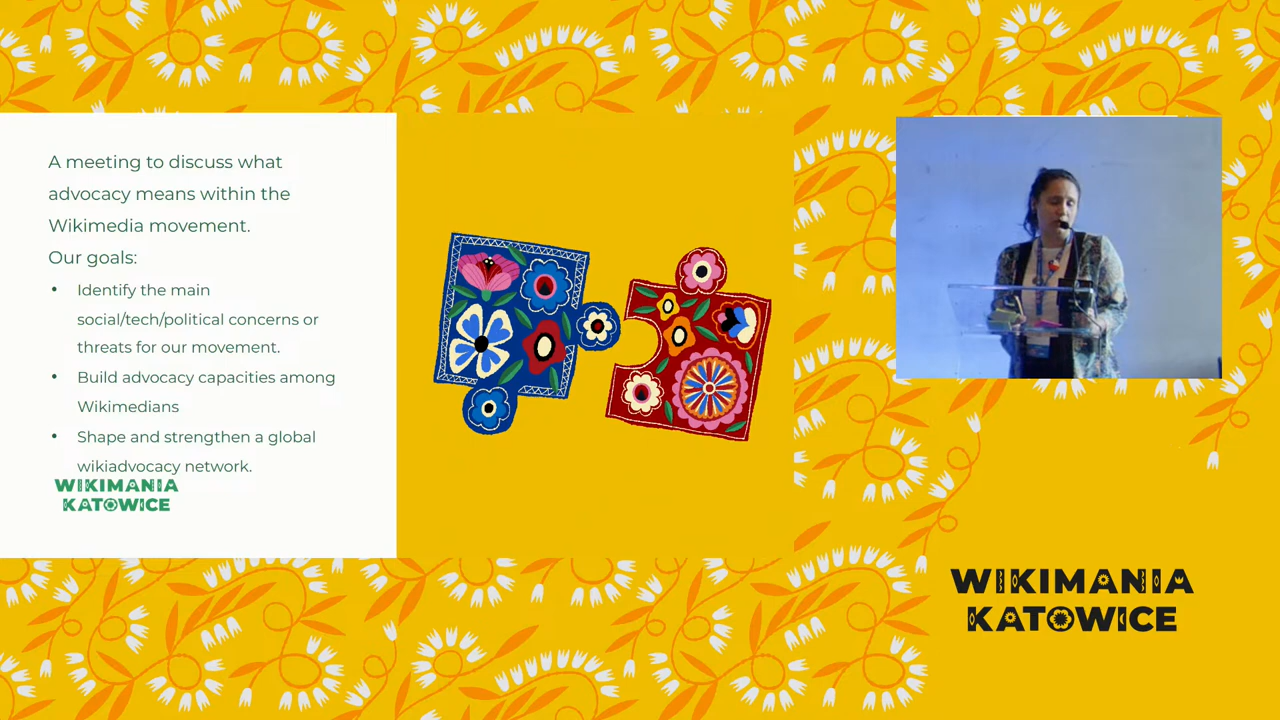 A meeting to discuss what
advocacy means within the
Wikimedia movement.
Our goals:
• Identify the main
social/tech/political concerns or
threats for our movement.
• Build advocacy capacities among
Wikimedians
• Shape and strengthen a global
wikiadvocacy network.
WIKIMANIA
KATOWICE
WIKIMANIA
KATOWICE